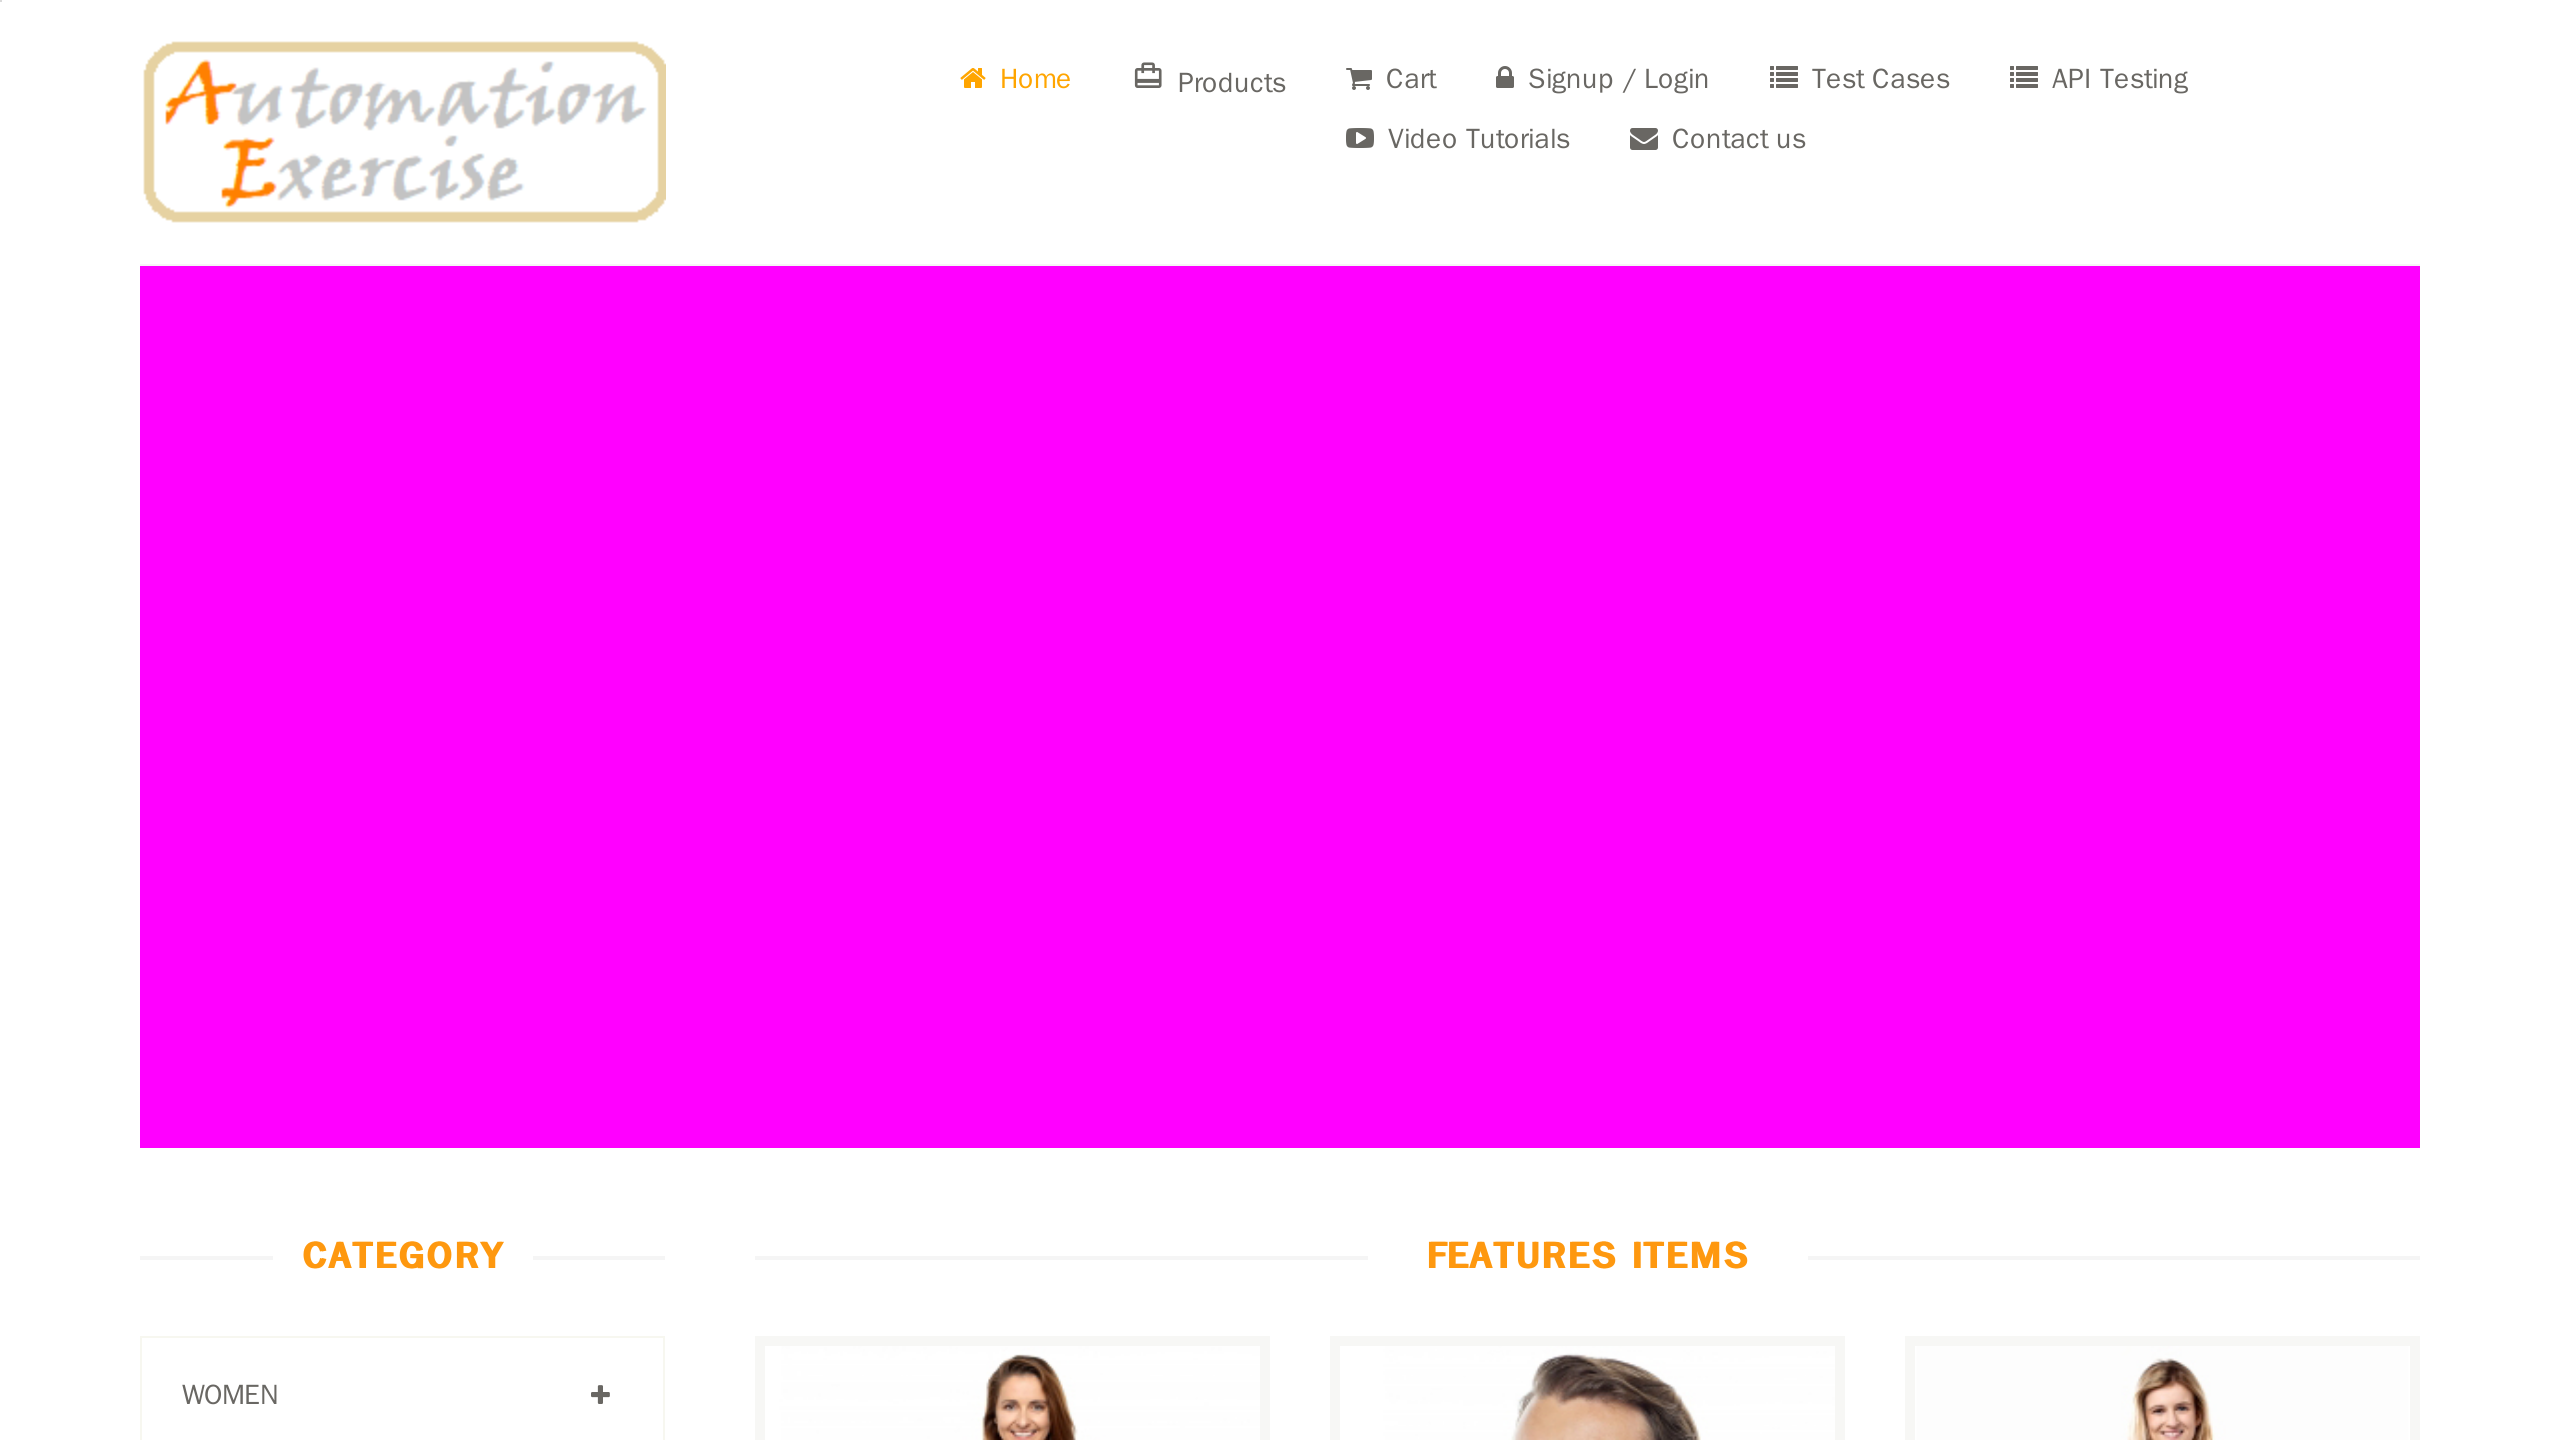 Automation
Exercise
Home
Products
Cart
Signup / Login
Test Cases
API Testing
Video Tutorials
Contact us
CATEGORY
FEATURES ITEMS
WOMEN